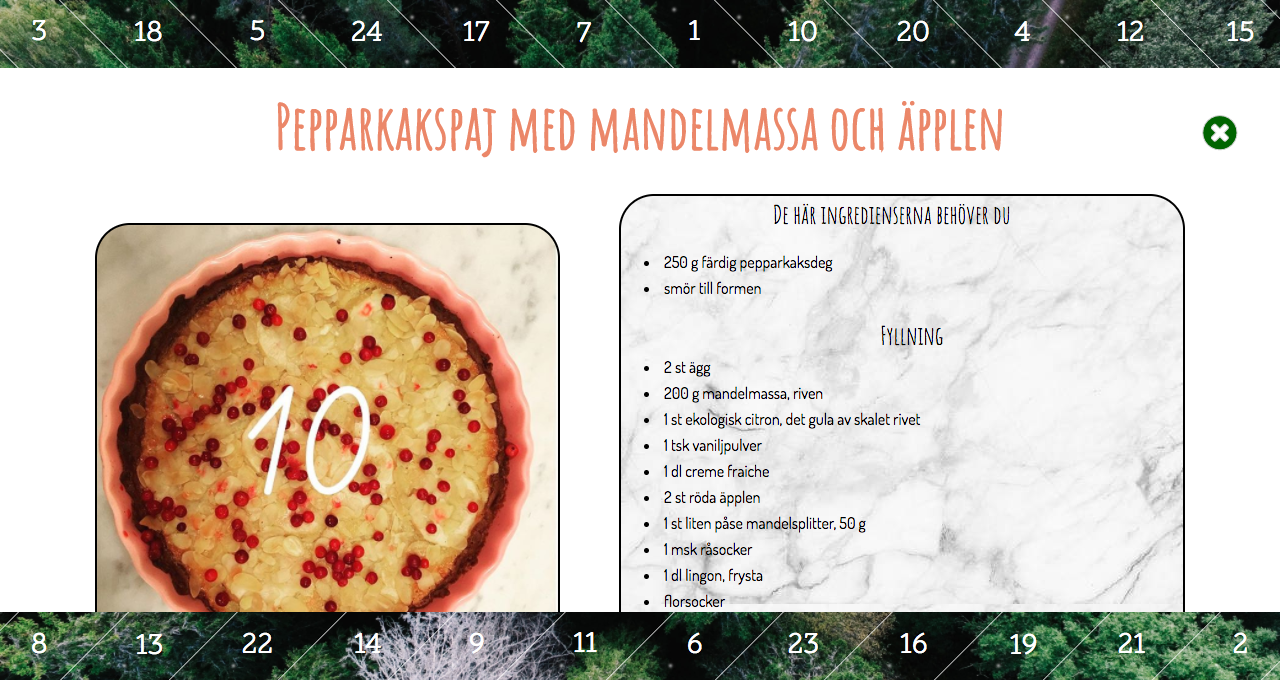 3 18 5 24 17 7 1 10 20 4 12 15
Pepparkakspaj med mandelmassa och äpplen
10
De här ingredienserna behöver du
250 g färdig pepparkaksdeg
smör till formen
Fyllning
2 st ägg
200 g mandelmassa, riven
1 st ekologisk citron, det gula av skalet rivet
1 tsk vaniljpulver
1 dl creme fraiche
2 st röda äpplen
1 st liten påse mandelsplitter, 50 g
1 msk råsocker
1 dl lingon, frysta
florsocker
8 13 22 14 9 11 6 23 16 19 21 2